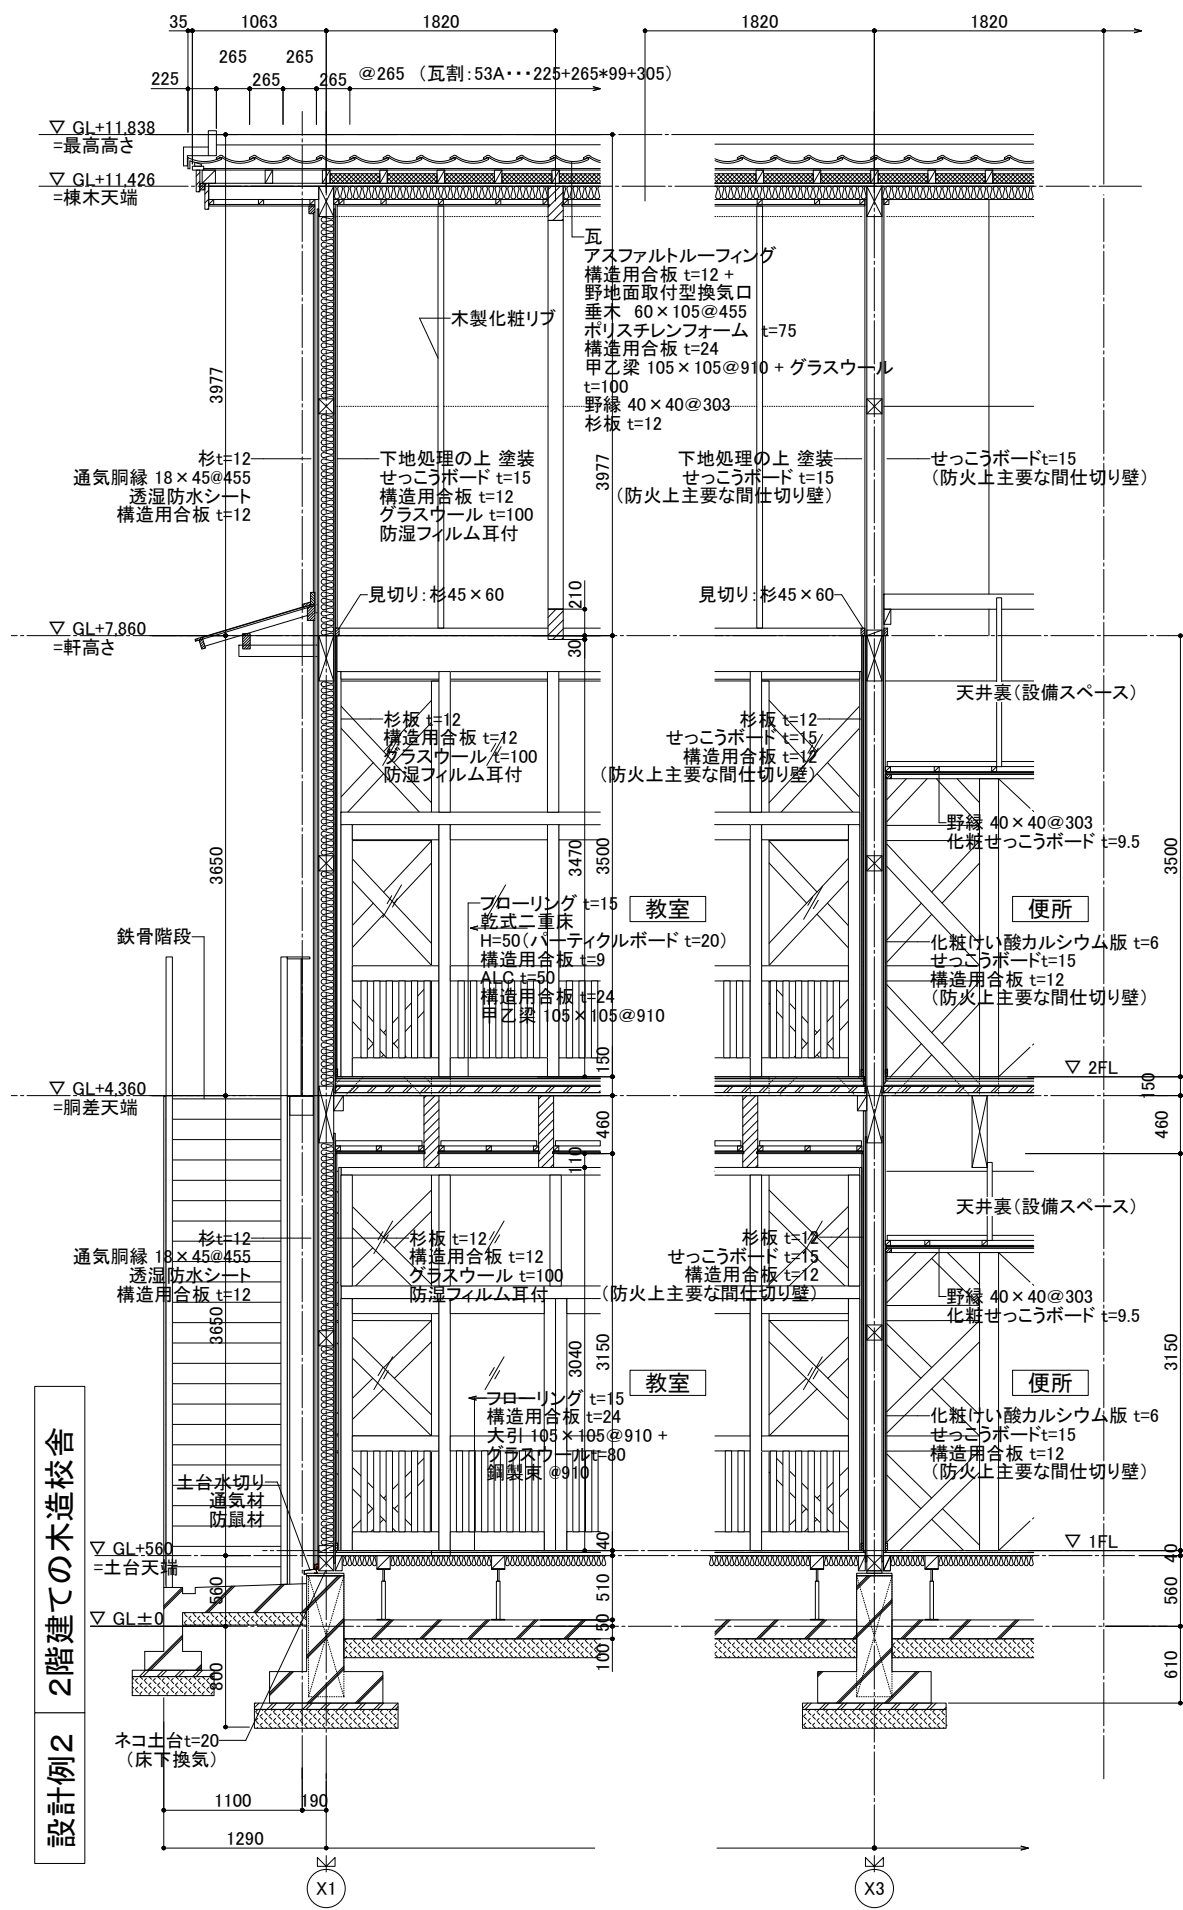 35
1063
1820
1820
1820
265
265
225
265
265
@265 （瓦割：53A・・・225+265*99+305）
▽ GL+11,838
=最高高さ
▽ GL+11,426
=棟木天端
瓦
アスファルトルーフィング
構造用合板 t=12 +
野地面取付型換気口
垂木 60×105@455
ポリスチレンフォーム t=75
構造用合板 t=24
甲乙梁 105×105@910 + グラスウール
t=100
野縁 40×40@303
杉板 t=12
木製化粧リブ
3977
3977
杉t=12
通気胴縁 18×45@455
透湿防水シート
構造用合板 t=12
下地処理の上 塗装
せっこうボード t=15
構造用合板 t=12
グラスウール t=100
防湿フィルム耳付
下地処理の上 塗装
せっこうボード t=15
（防火上主要な間仕切り壁）
せっこうボードt=15
（防火上主要な間仕切り壁）
見切り：杉45×60
210
見切り：杉45×60
▽ GL+7,860
=軒高さ
30
天井裏（設備スペース）
杉板 t=12
構造用合板 t=12
グラスウール t=100
防湿フィルム耳付
杉板 t=12
せっこうボード t=15
構造用合板 t=12
（防火上主要な間仕切り壁）
野縁 40×40@303
化粧せっこうボード t=9.5
3650
3470
3500
3500
フローリング t=15
乾式二重床
H=50（パーティクルボード t=20）
構造用合板 t=9
ALC t=50
構造用合板 t=24
甲乙梁 105×105@910
教室
便所
鉄骨階段
化粧けい酸カルシウム版 t=6
せっこうボードt=15
構造用合板 t=12
（防火上主要な間仕切り壁）
150
▽ 2FL
150
▽ GL+4,360
=胴差天端
460
460
110
天井裏（設備スペース）
杉t=12
通気胴縁 18×45@455
透湿防水シート
構造用合板 t=12
杉板 t=12
構造用合板 t=12
グラスウール t=100
防湿フィルム耳付
杉板 t=12
せっこうボード t=15
構造用合板 t=12
（防火上主要な間仕切り壁）
野縁 40×40@303
化粧せっこうボード t=9.5
3650
3040
3150
3150
教室
便所
フローリング t=15
構造用合板 t=24
大引 105×105@910 +
グラスウールt=80
鋼製束 @910
化粧けい酸カルシウム版 t=6
せっこうボードt=15
構造用合板 t=12
（防火上主要な間仕切り壁）
土台水切り
通気材
防鼠材
40
▽ 1FL
40
▽ GL+560
=土台天端
560
510
560
▽ GL±0
50
100
800
610
ネコ土台t=20
（床下換気）
1100
190
1290
X1
X3
設計例2 2階建ての木造校舎